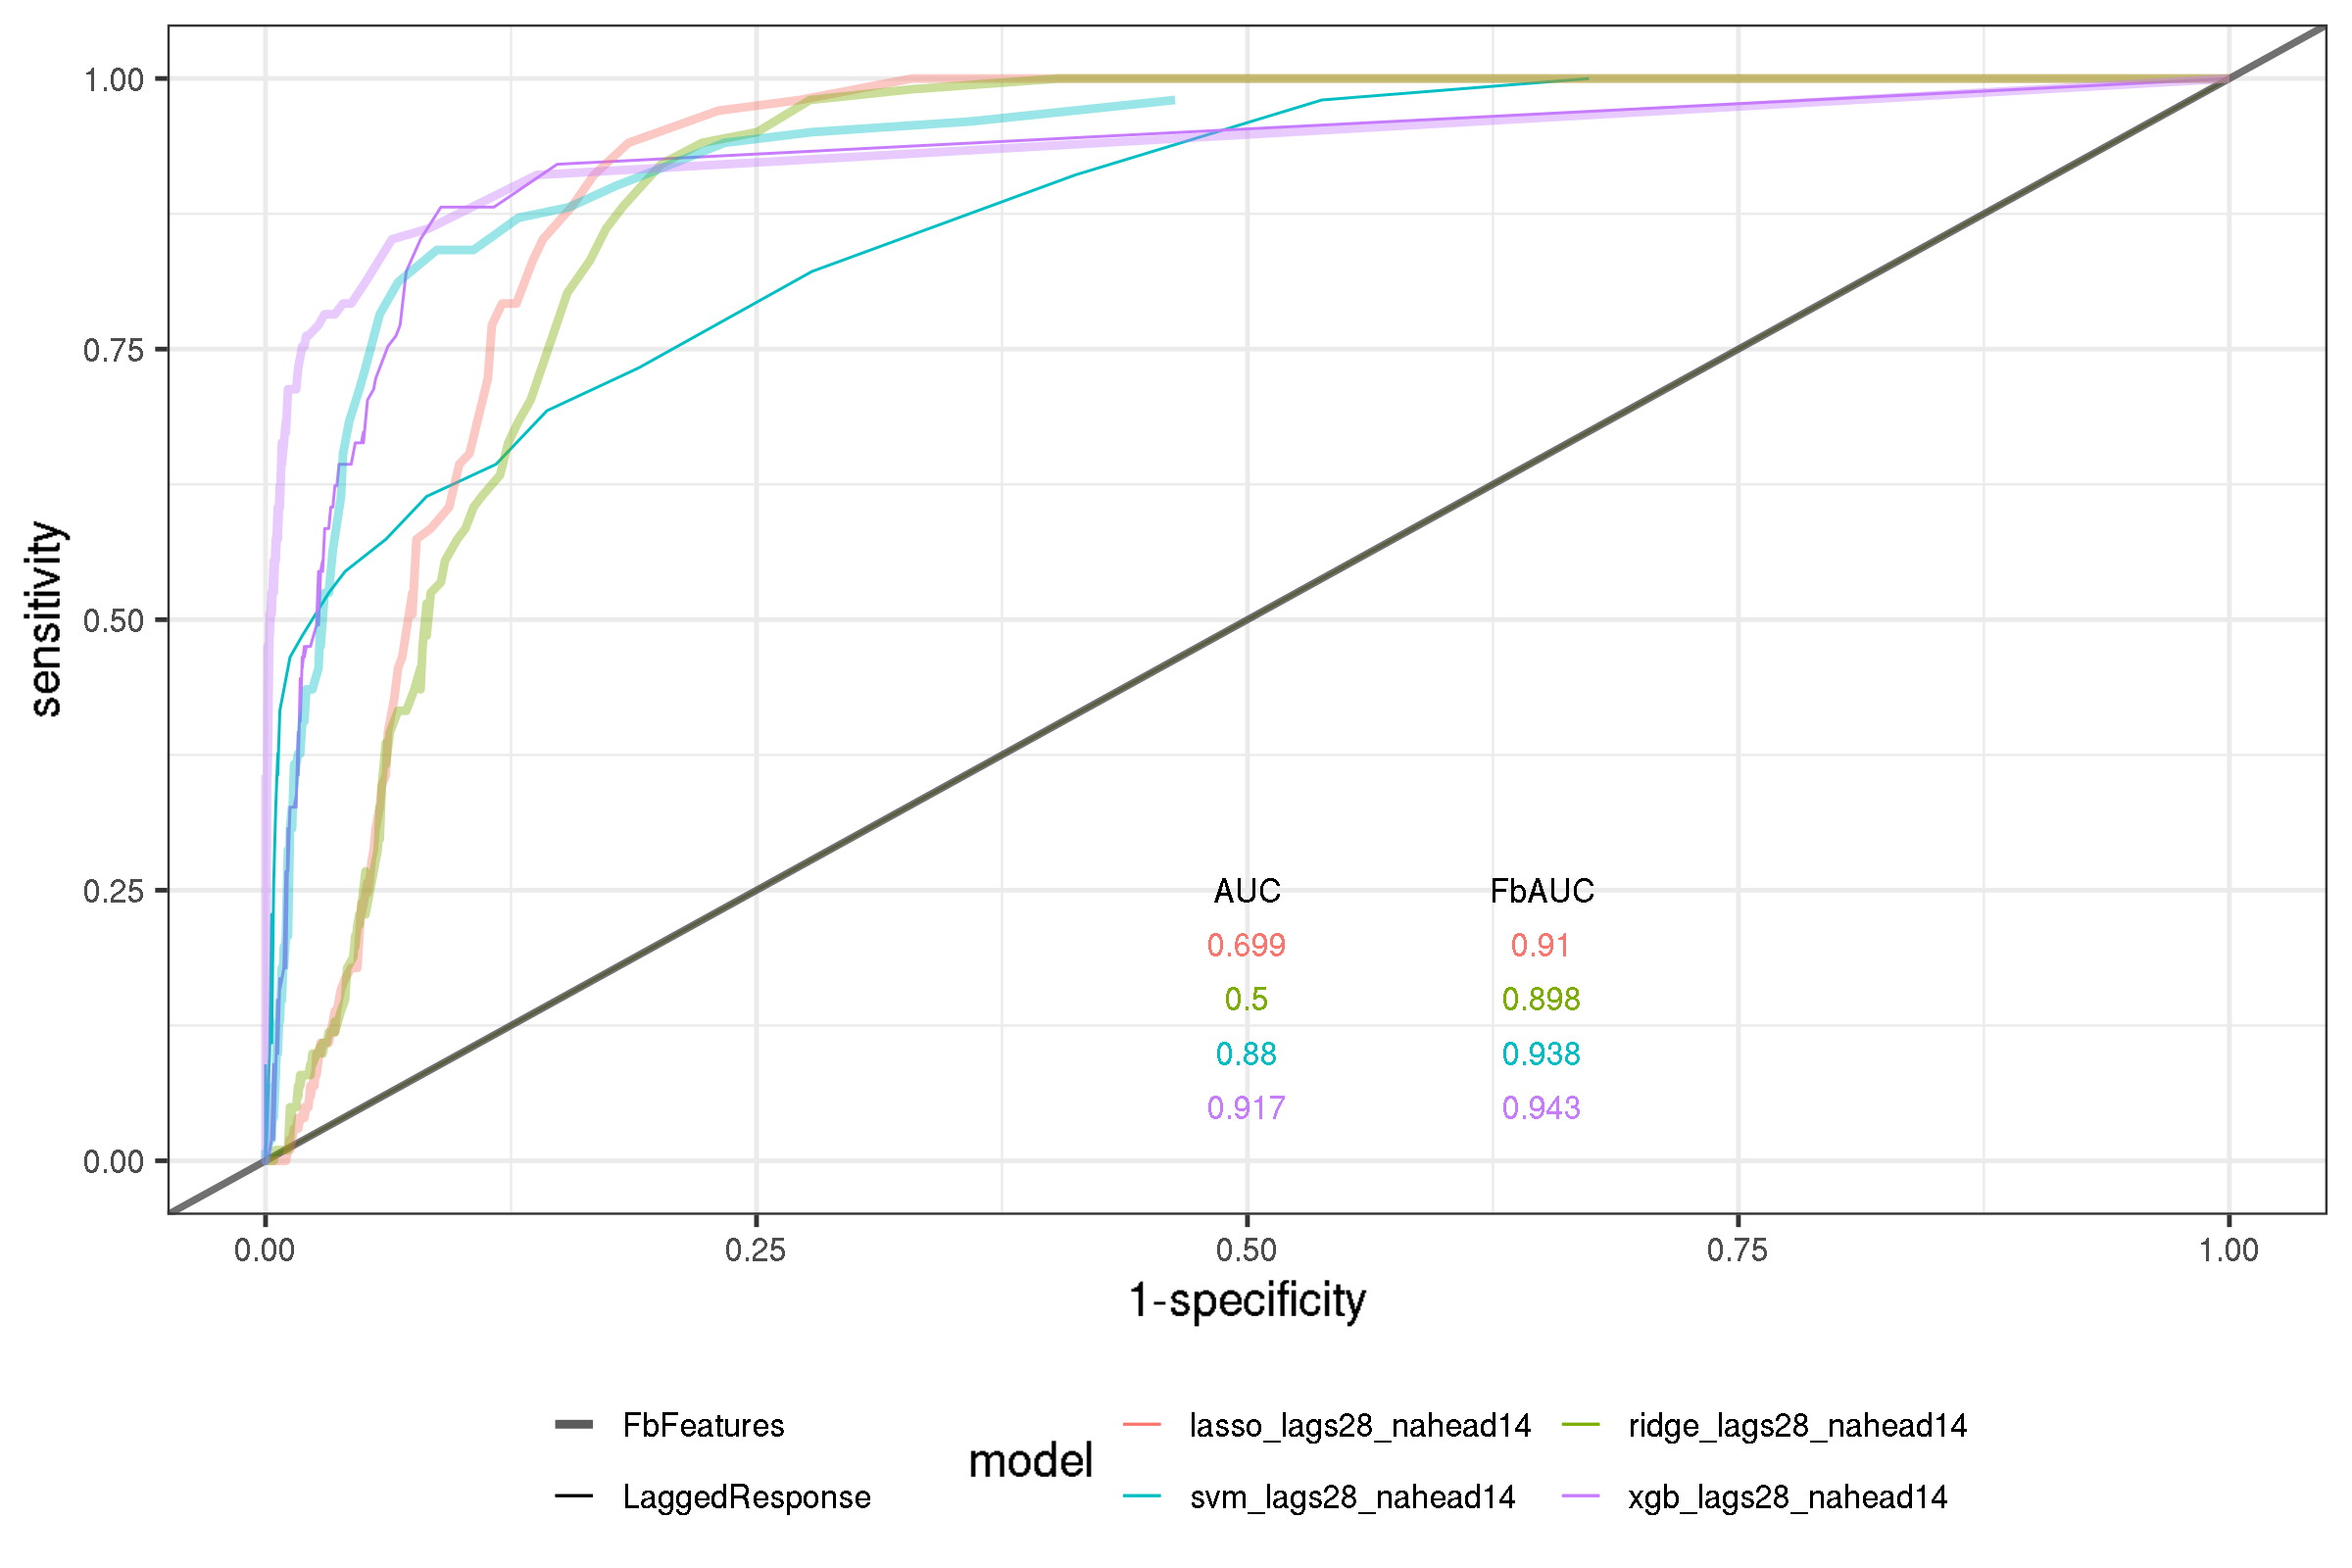 1.00
0.75
0.50
0.25
0.00
sensitivity
AUC FbAUC
0.699 0.91
0.5 0.898
0.88 0.938
0.917 0.943
0.00 0.25 0.50 0.75 1.00
1-specificity
FbFeatures
LaggedResponse
model
lasso_lags28_nahead14 ridge_lags28_nahead14
svm_lags28_nahead14 xgb_lags28_nahead14